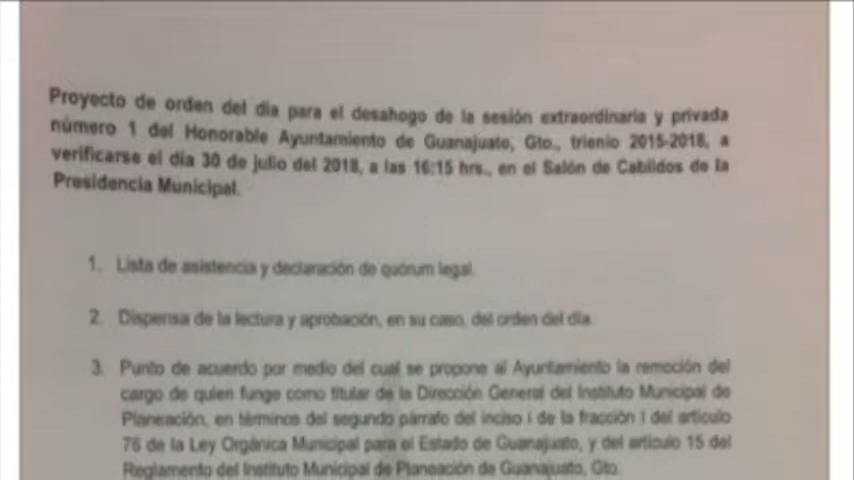 Proyecto de orden del día para el desahogo de la sesión extraordinaria y privada
número 1 del Honorable Ayuntamiento de Guanajuato, Gto., trienio 2015-2018, a
verificarse el día 30 de julio del 2018, a las 16:15 hrs., en el Salón de Cabildos de la
Presidencia Municipal.
1. Lista de asistencia y declaración de quórum legal.
2. Dispensa de la lectura y aprobación, en su caso, del orden del día.
3. Punto de acuerdo por medio del cual se propone al Ayuntamiento la remoción del
cargo de quien funge como titular de la Dirección General del Instituto Municipal de
Planeación, en términos del segundo párrafo del inciso i de la fracción I del artículo
76 de la Ley Orgánica Municipal para el Estado de Guanajuato, y del artículo 15 del
Reglamento del Instituto Municipal de Planeación de Guanajuato, Gto.